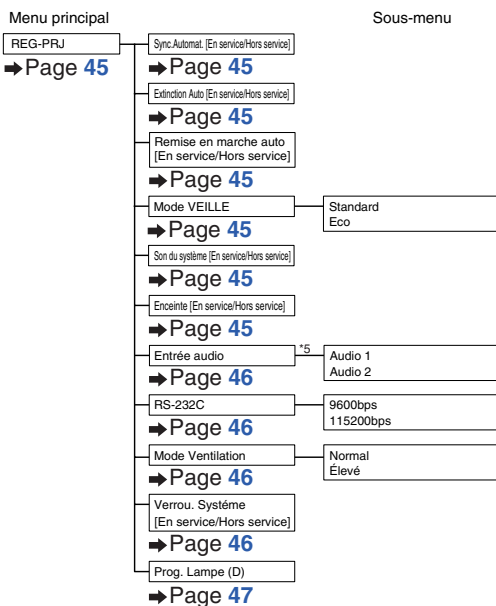 Menu principal
Sous-menu
REG-PRJ
➡Page 45
Sync.Automat. [En service/Hors service]
➡Page 45
Extinction Auto [En service/Hors service]
➡Page 45
Remise en marche auto
[En service/Hors service]
➡Page 45
Mode VEILLE
➡Page 45
Standard
Eco
Son du système [En service/Hors service]
➡Page 45
Enceinte [En service/Hors service]
➡Page 45
Entrée audio
➡Page 46
*5
Audio 1
Audio 2
RS-232C
➡Page 46
9600bps
115200bps
Mode Ventilation
➡Page 46
Normal
Élevé
Verrou. Systéme
[En service/Hors service]
➡Page 46
Prog. Lampe (D)
➡Page 47